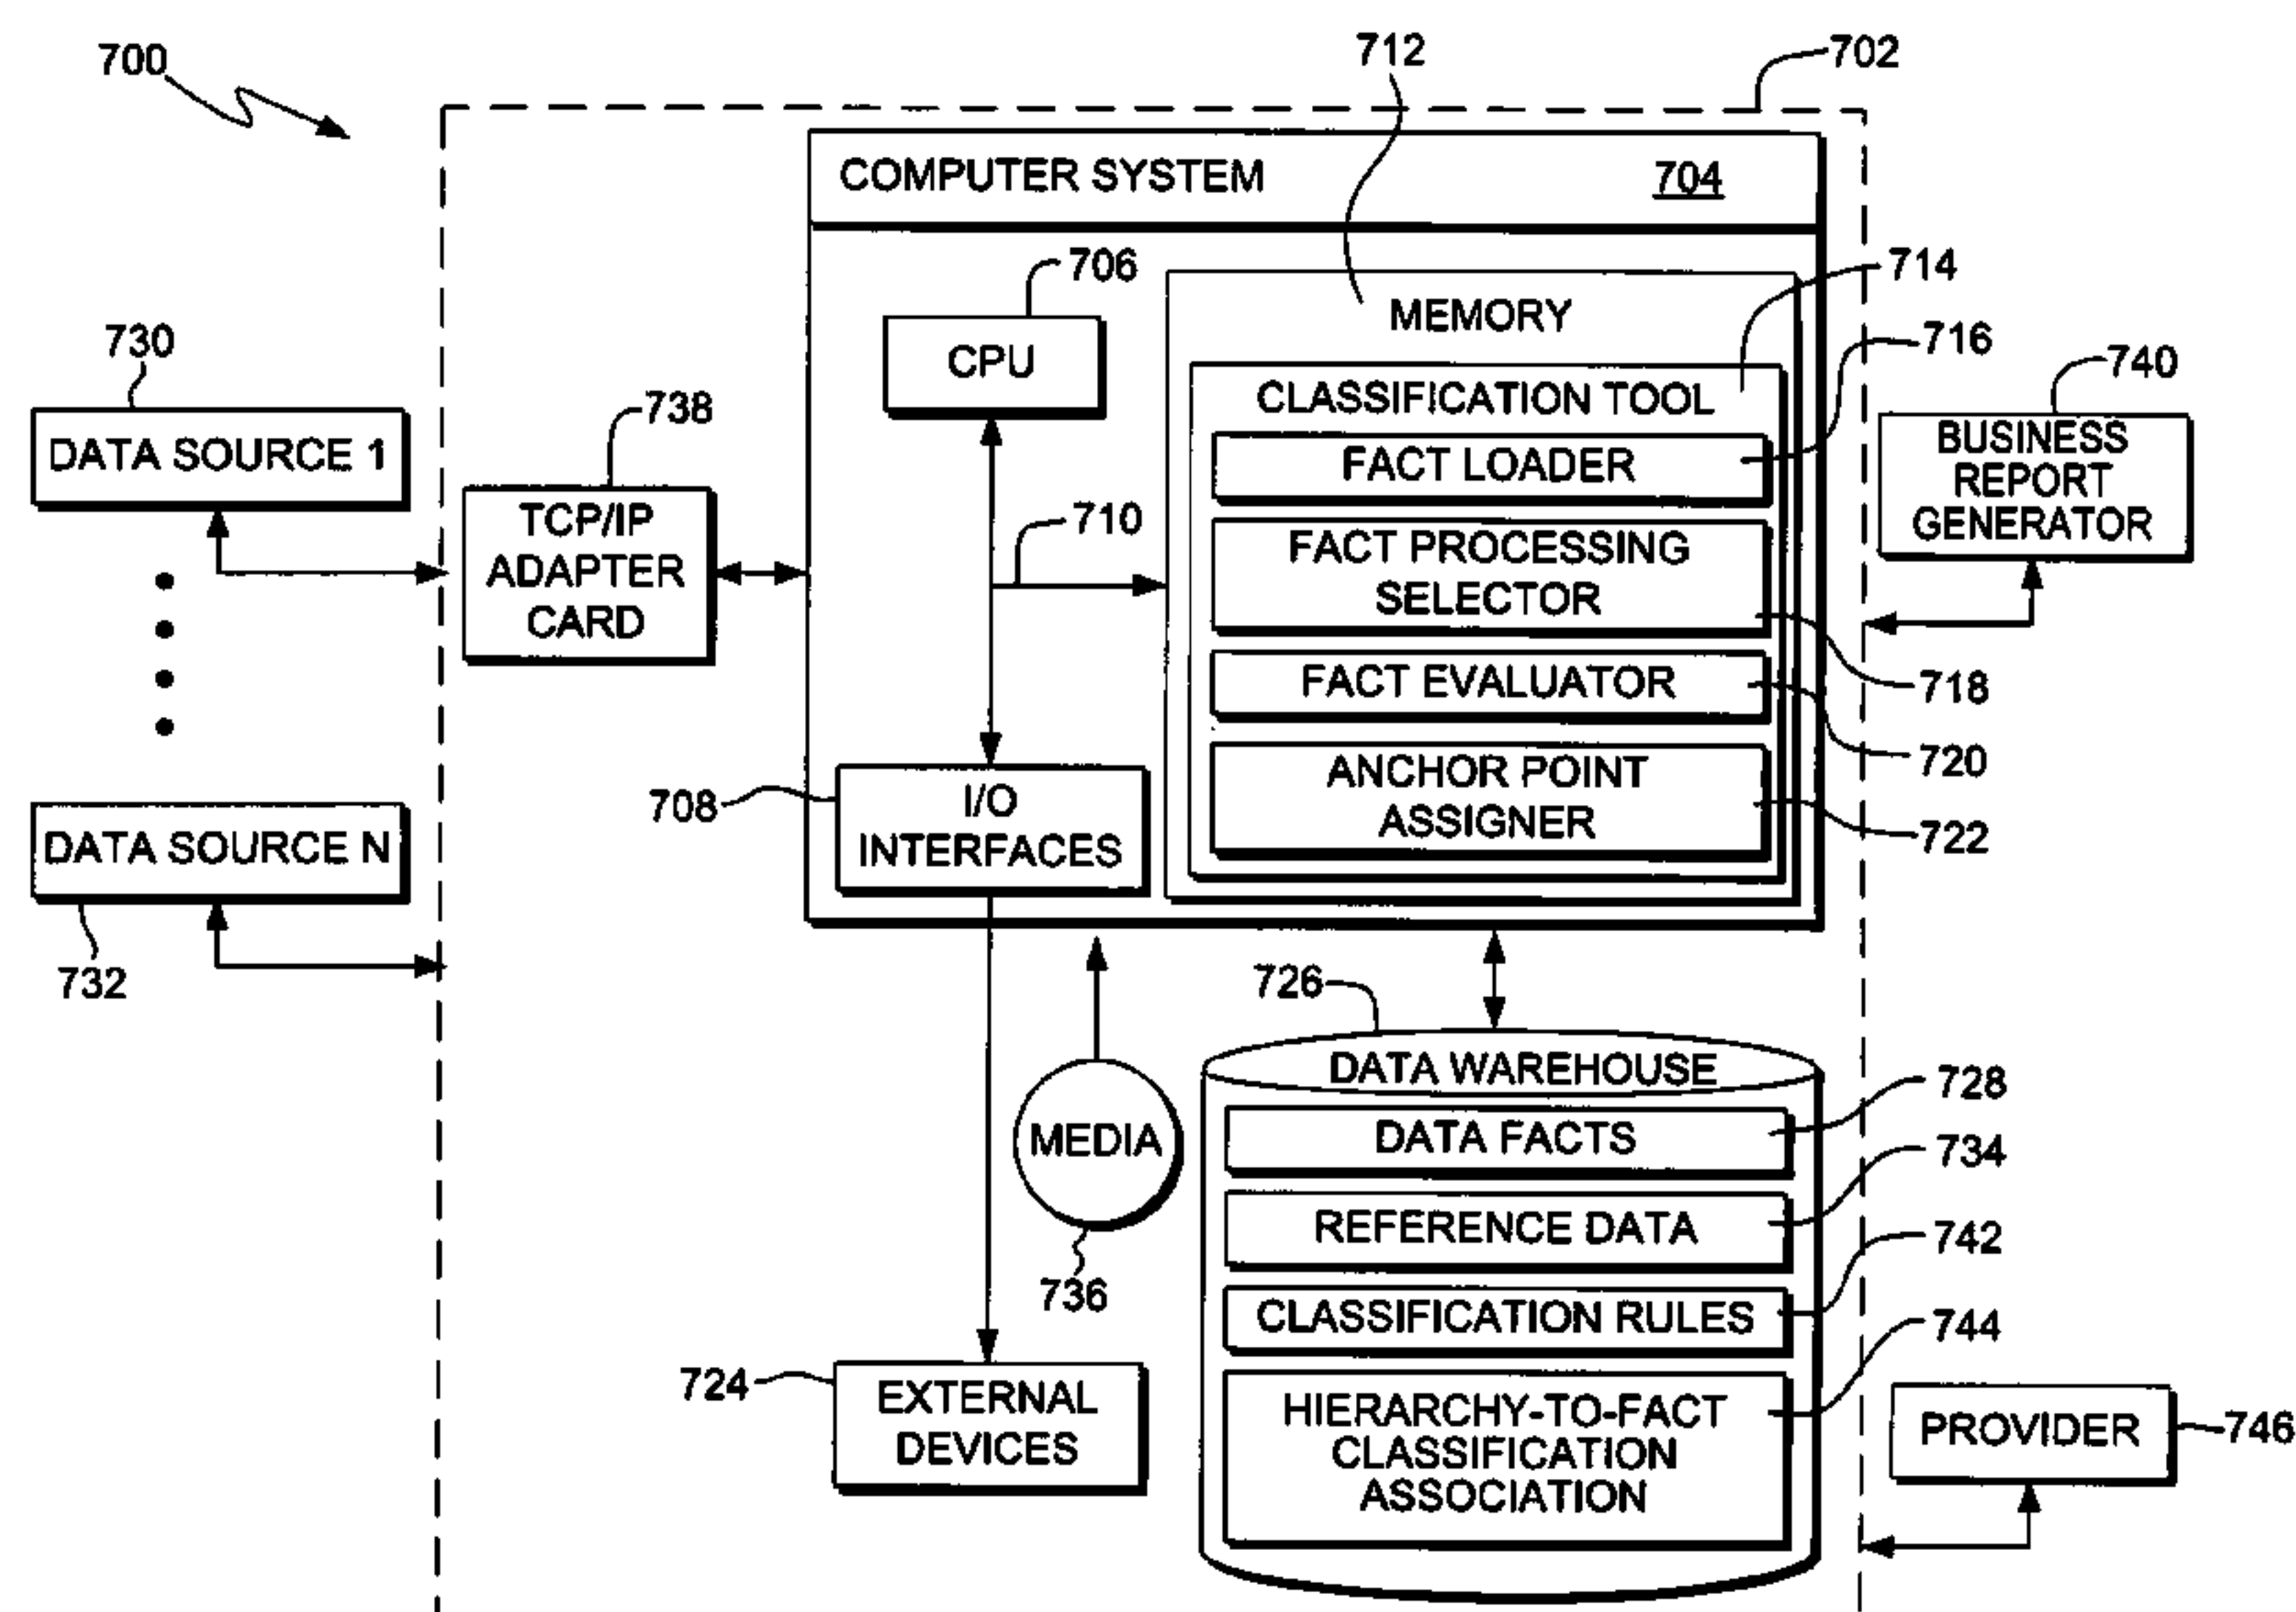 700
712
702
COMPUTER SYSTEM
704
706
714
MEMORY
716
730
CPU
740
738
CLASSIFICATION TOOL
DATA SOURCE 1
FACT LOADER
BUSINESS
REPORT
GENERATOR
TCP/IP
ADAPTER
CARD
710
FACT PROCESSING
SELECTOR
FACT EVALUATOR
718
720
708
I/O
INTERFACES
ANCHOR POINT
ASSIGNER
722
DATA SOURCE N
732
726
DATA WAREHOUSE
728
DATA FACTS
MEDIA
734
REFERENCE DATA
742
736
CLASSIFICATION RULES
744
724
EXTERNAL
DEVICES
HIERARCHY-TO-FACT
CLASSIFICATION
ASSOCIATION
PROVIDER
746